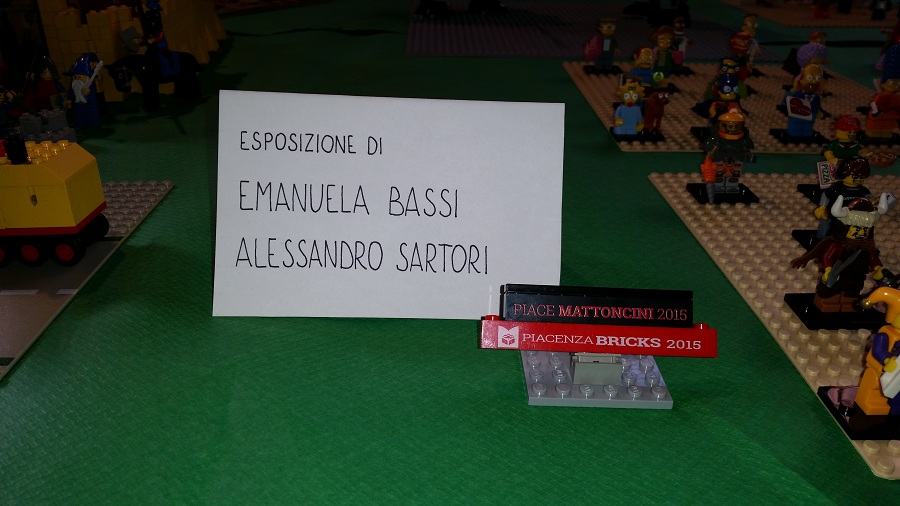 ESPOSIZIONE DI
EMANUELA BASSI
ALESSANDRO SARTORI
PIACE MATTONCINI 2015
PIACENZA BRICKS 2015